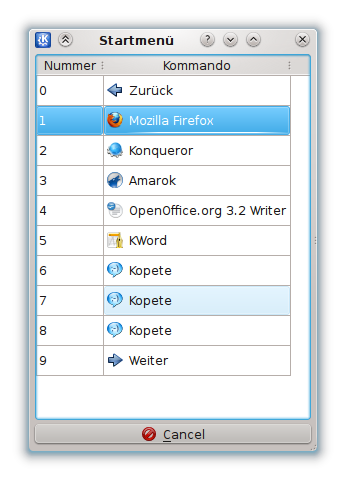 Startmenü
Nummer Kommando
0 Zurück
1 Mozilla Firefox
2 Konqueror
3 Amarok
4 OpenOffice.org 3.2 Writer
5 KWord
6 Kopete
7 Kopete
8 Kopete
9 Weiter
Cancel